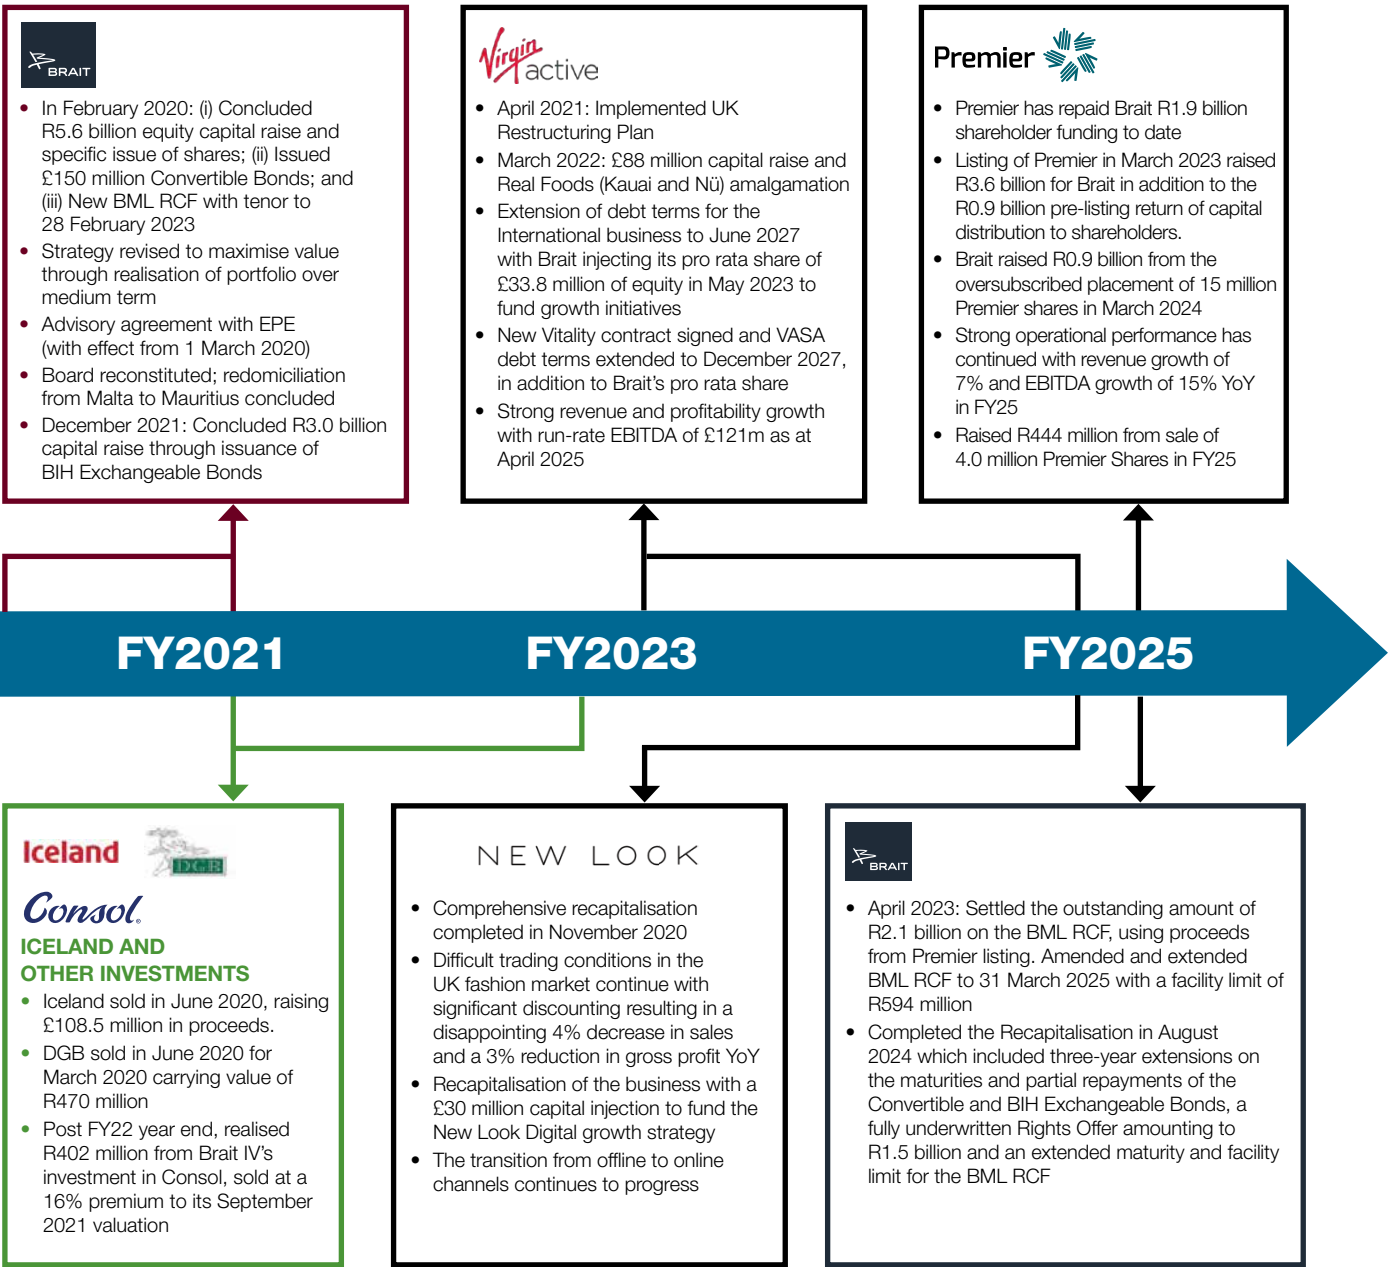 BRAIT
• In February 2020: (i) Concluded
R5.6 billion equity capital raise and
specific issue of shares; (ii) Issued
£150 million Convertible Bonds; and
(iii) New BML RCF with tenor to
28 February 2023
• Strategy revised to maximise value
through realisation of portfolio over
medium term
• Advisory agreement with EPE
(with effect from 1 March 2020)
• Board reconstituted; redomiciliation
from Malta to Mauritius concluded
• December 2021: Concluded R3.0 billion
capital raise through issuance of
BIH Exchangeable Bonds
Virgin
active
• April 2021: Implemented UK
Restructuring Plan
• March 2022: £88 million capital raise and
Real Foods (Kauai and Nü) amalgamation
• Extension of debt terms for the
International business to June 2027
with Brait injecting its pro rata share of
£33.8 million of equity in May 2023 to
fund growth initiatives
• New Vitality contract signed and VASA
debt terms extended to December 2027,
in addition to Brait's pro rata share
• Strong revenue and profitability growth
with run-rate EBITDA of £121m as at
April 2025
Premier
• Premier has repaid Brait R1.9 billion
shareholder funding to date
• Listing of Premier in March 2023 raised
R3.6 billion for Brait in addition to the
R0.9 billion pre-listing return of capital
distribution to shareholders.
• Brait raised R0.9 billion from the
oversubscribed placement of 15 million
Premier shares in March 2024
• Strong operational performance has
continued with revenue growth of
7% and EBITDA growth of 15% YoY
in FY25
• Raised R444 million from sale of
4.0 million Premier Shares in FY25
FY2021
FY2023
FY2025
Iceland
DGB
Consol
ICELAND AND
OTHER INVESTMENTS
• Iceland sold in June 2020, raising
£108.5 million in proceeds.
• DGB sold in June 2020 for
March 2020 carrying value of
R470 million
• Post FY22 year end, realised
R402 million from Brait IV's
investment in Consol, sold at a
16% premium to its September
2021 valuation
NEW LOOK
• Comprehensive recapitalisation
completed in November 2020
• Difficult trading conditions in the
UK fashion market continue with
significant discounting resulting in a
disappointing 4% decrease in sales
and a 3% reduction in gross profit YoY
• Recapitalisation of the business with a
£30 million capital injection to fund the
New Look Digital growth strategy
• The transition from offline to online
channels continues to progress
BRAIT
• April 2023: Settled the outstanding amount of
R2.1 billion on the BML RCF, using proceeds
from Premier listing. Amended and extended
BML RCF to 31 March 2025 with a facility limit of
R594 million
• Completed the Recapitalisation in August
2024 which included three-year extensions on
the maturities and partial repayments of the
Convertible and BIH Exchangeable Bonds, a
fully underwritten Rights Offer amounting to
R1.5 billion and an extended maturity and facility
limit for the BML RCF